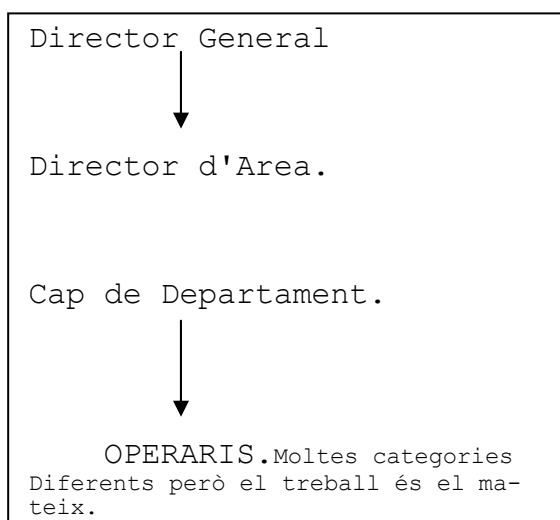 Director General
Director d'Area.
Cap de Departament.
OPERARIS.Moltes categories
Diferents però el treball és el ma-
teix.